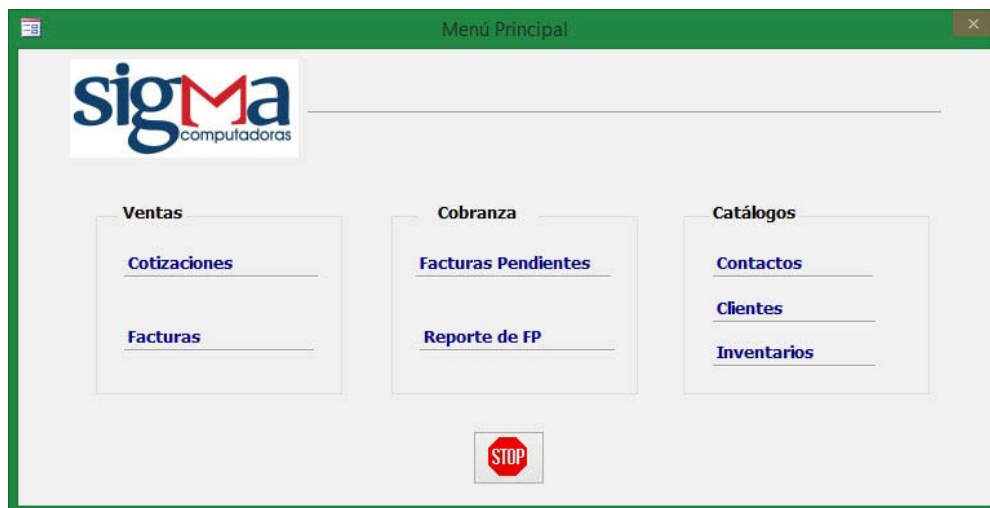 Menú Principal
sigMa
computadoras
Ventas
Cotizaciones
Facturas
Cobranza
Facturas Pendientes
Reporte de FP
Catálogos
Contactos
Clientes
Inventarios
STOP